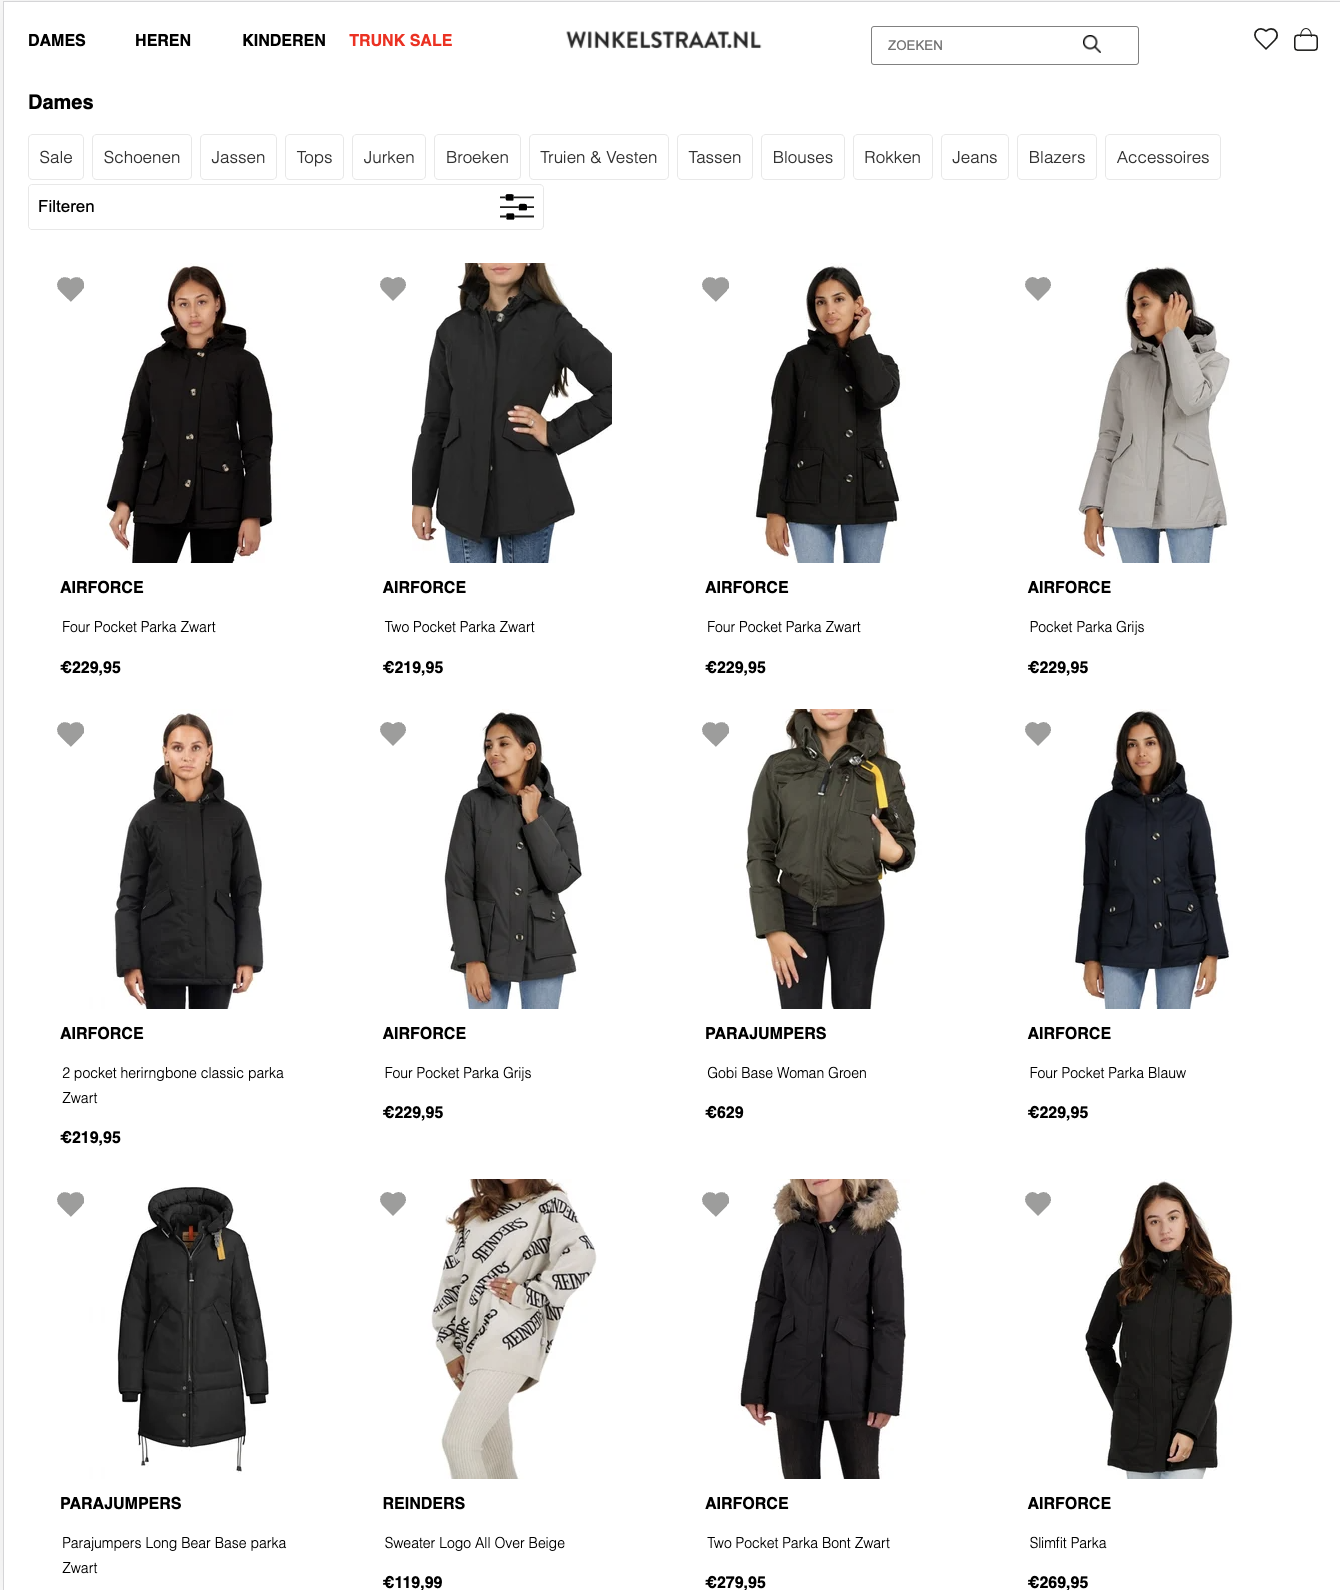 DAMES HEREN KINDEREN TRUNK SALE WINKELSTRAAT.NL ZOEKEN
Dames
Sale Schoenen Jassen Tops Jurken Broeken Truien & Vesten Tassen Blouses Rokken Jeans Blazers Accessoires
Filteren
AIRFORCE AIRFORCE AIRFORCE AIRFORCE
Four Pocket Parka Zwart Two Pocket Parka Zwart Four Pocket Parka Zwart Pocket Parka Grijs
€229,95 €219,95 €229,95 €229,95
AIRFORCE AIRFORCE PARAJUMPERS AIRFORCE
2 pocket herirngbone classic parka Four Pocket Parka Grijs Gobi Base Woman Groen Four Pocket Parka Blauw
Zwart
€229,95 €629 €229,95
€219,95
REINDERS
PARAJUMPERS REINDERS AIRFORCE AIRFORCE
Parajumpers Long Bear Base parka Sweater Logo All Over Beige Two Pocket Parka Bont Zwart Slimfit Parka
Zwart
€119,99 €279,95 €269,95